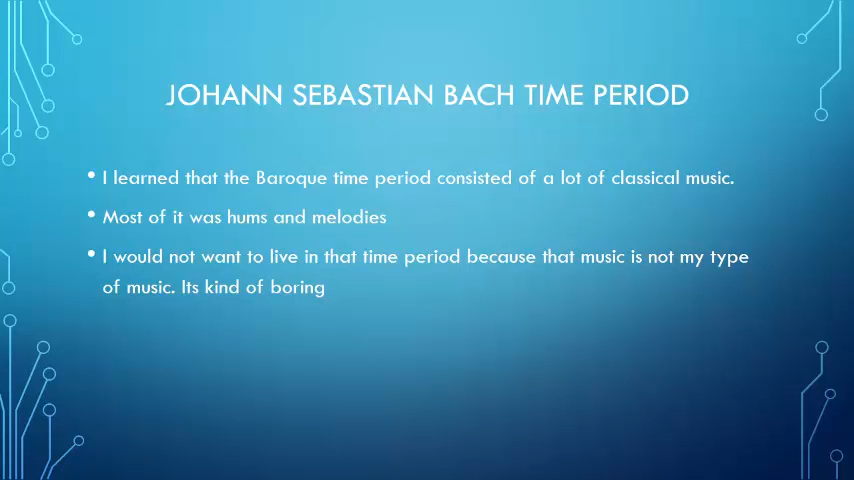 JOHANN SEBASTIAN BACH TIME PERIOD
• I learned that the Baroque time period consisted of a lot of classical music.
• Most of it was hums and melodies
• I would not want to live in that time period because that music is not my type
of music. Its kind of boring